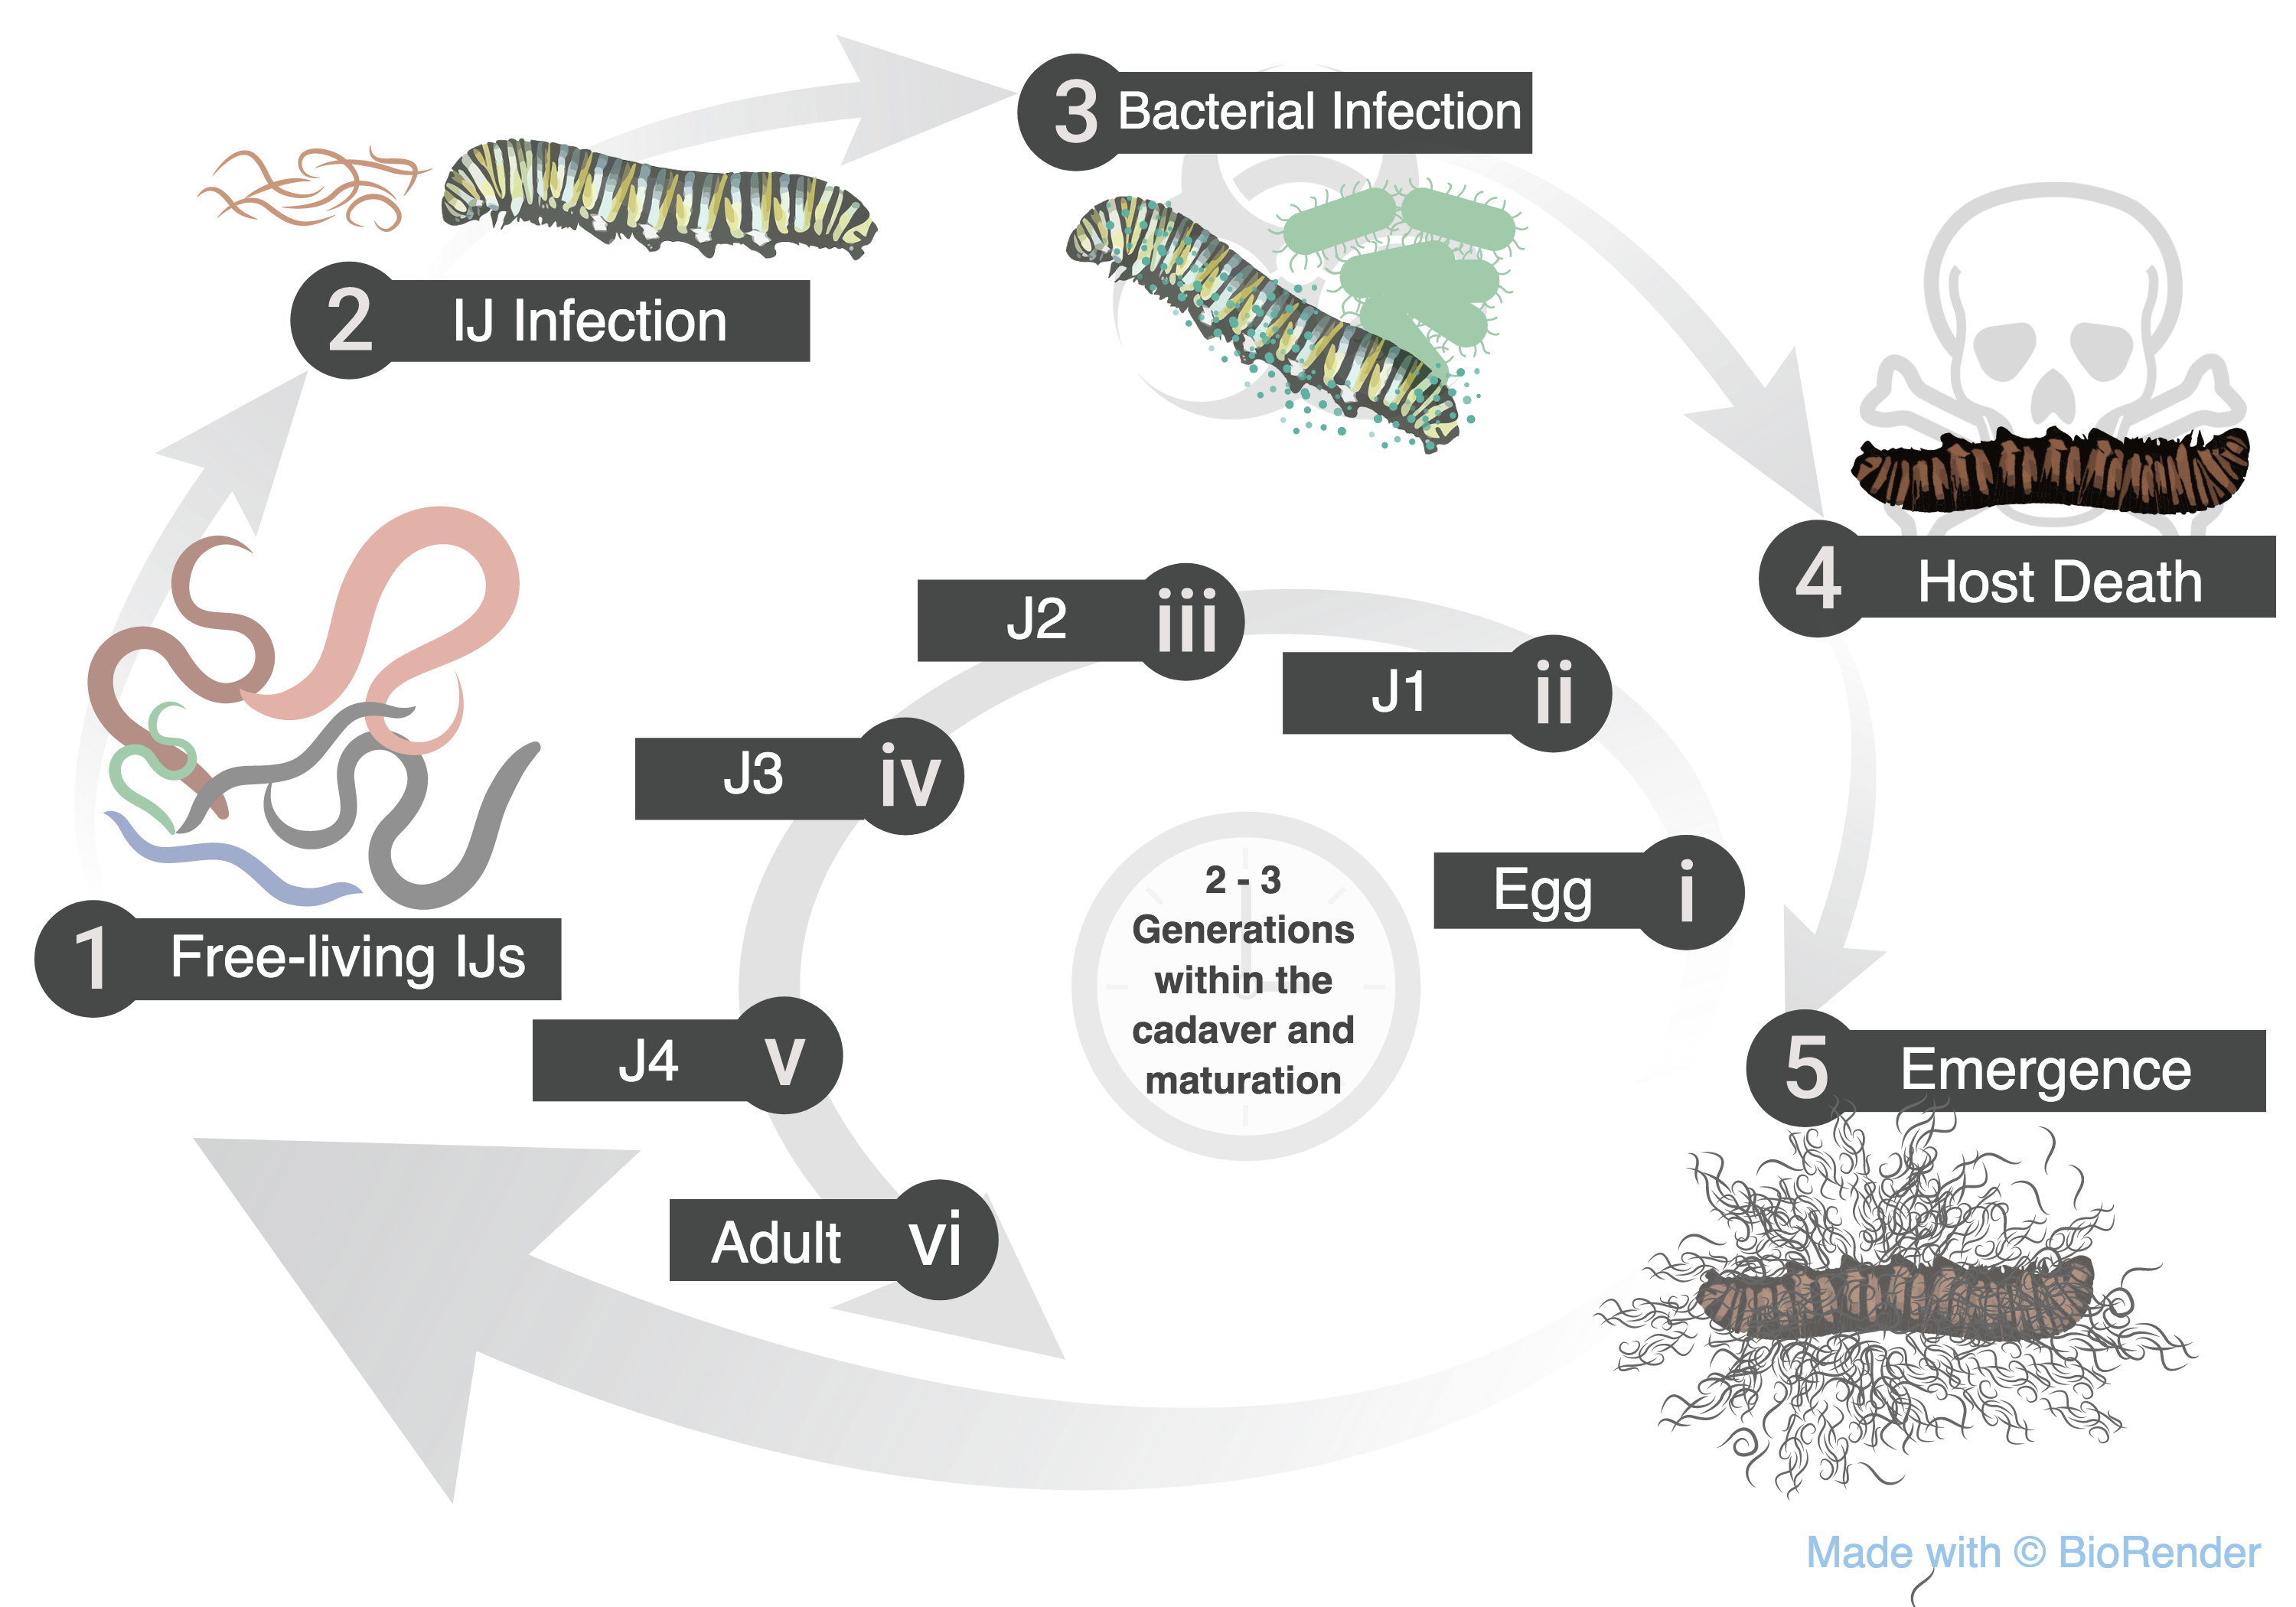 3 Bacterial Infection
2 IJ Infection
4 Host Death
J2 iii
J1 ii
J3 iv
Egg i
1 Free-living IJs
2 - 3
Generations
within the
cadaver and
maturation
J4 v
5 Emergence
Adult vi
Made with © BioRender